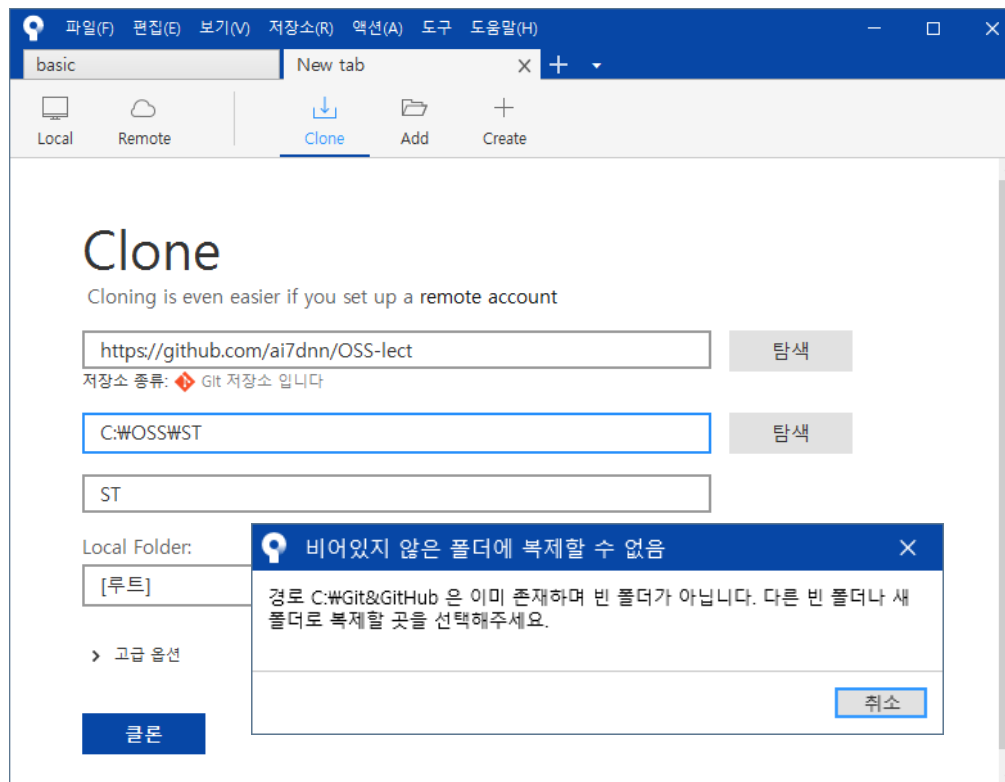 파일(F) 편집(E) 보기(V) 저장소(R) 액션(A) 도구 도움말(H)
basic New tab
Local Remote Clone Add Create
Clone
Cloning is even easier if you set up a remote account
https://github.com/ai7dnn/OSS-lect 탐색
저장소 종류: Git 저장소 입니다
C:₩OSS₩ST 탐색
ST
Local Folder:
[루트]
비어있지 않은 폴더에 복제할 수 없음
경로 C:₩Git&GitHub 은 이미 존재하며 빈 폴더가 아닙니다. 다른 빈 폴더나 새
폴더로 복제할 곳을 선택해주세요.
고급 옵션
취소
클론